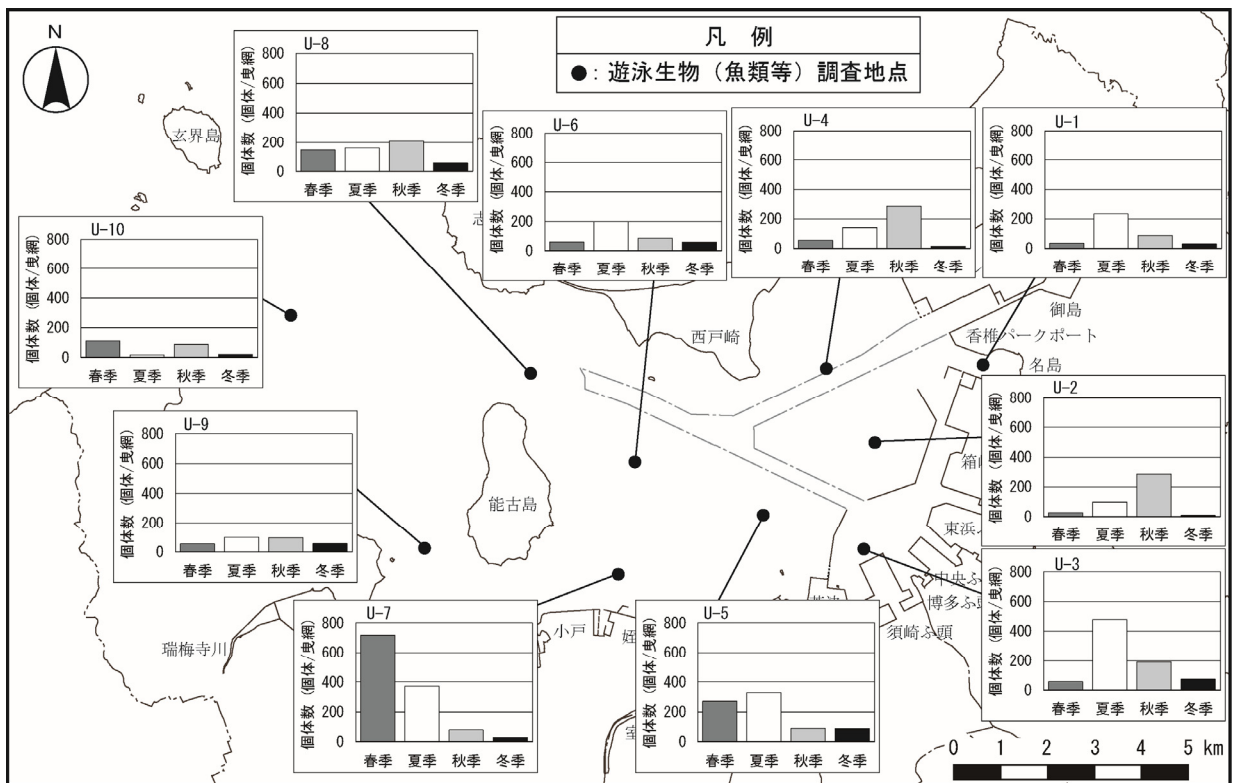 N
凡 例
●：遊泳生物（魚類等）調査地点
玄界島
U-8
個体数（個体/曳網）
800
600
400
200
0
春季 夏季 秋季 冬季
U-6
個体数（個体/曳網）
800
600
400
200
0
春季 夏季 秋季 冬季
U-4
個体数（個体/曳網）
800
600
400
200
0
春季 夏季 秋季 冬季
U-1
個体数（個体/曳網）
800
600
400
200
0
春季 夏季 秋季 冬季
U-10
個体数（個体/曳網）
800
600
400
200
0
春季 夏季 秋季 冬季
志
西戸崎
御島
香椎パークポート
名島
U-2
個体数（個体/曳網）
800
600
400
200
0
春季 夏季 秋季 冬季
U-9
個体数（個体/曳網）
800
600
400
200
0
春季 夏季 秋季 冬季
能古島
東浜
中央ふ
博多ふ
須崎ふ頭
U-3
個体数（個体/曳網）
800
600
400
200
0
春季 夏季 秋季 冬季
瑞梅寺川
U-7
個体数（個体/曳網）
800
600
400
200
0
春季 夏季 秋季 冬季
小戸
U-5
個体数（個体/曳網）
800
600
400
200
0
春季 夏季 秋季 冬季
0 1 2 3 4 5 km